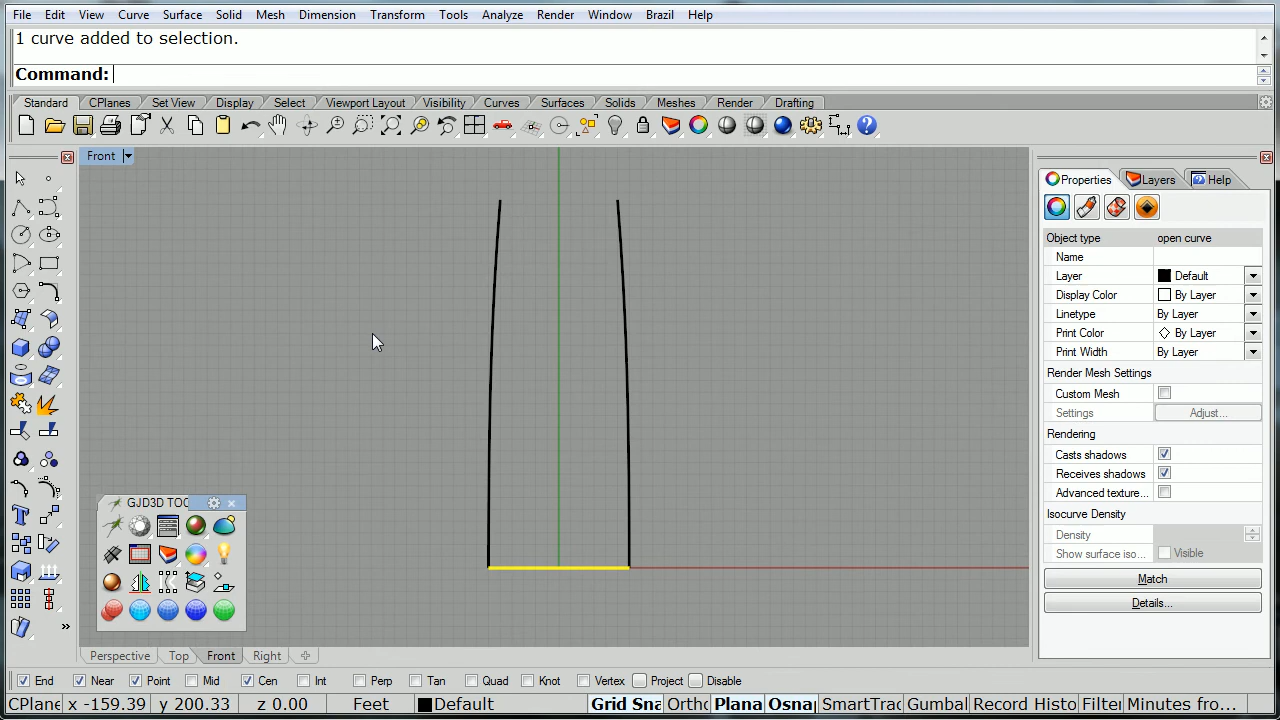 File Edit View Curve Surface Solid Mesh Dimension Transform Tools Analyze Render Window Brazil Help
1 curve added to selection.
Command:
Standard CPlanes Set View Display Select Viewport Layout Visibility Curves Surfaces Solids Meshes Render Drafting
Front
Properties Layers Help
Object type open curve
Name
Layer Default
Display Color By Layer
Linetype By Layer
Print Color By Layer
Print Width By Layer
Render Mesh Settings
Custom Mesh
Settings Adjust...
Rendering
Casts shadows
Receives shadows
Advanced texture...
Isocurve Density
Density
Show surface iso... Visible
Match
Details...
GJD3D TOO
»
Perspective Top Front Right
End Near Point Mid Cen Int Perp Tan Quad Knot Vertex Project Disable
CPlane x -159.39 y 200.33 z 0.00 Feet Default Grid Sna Ortho Plana Osna SmartTrac Gumbal Record Histo Filter Minutes fro...